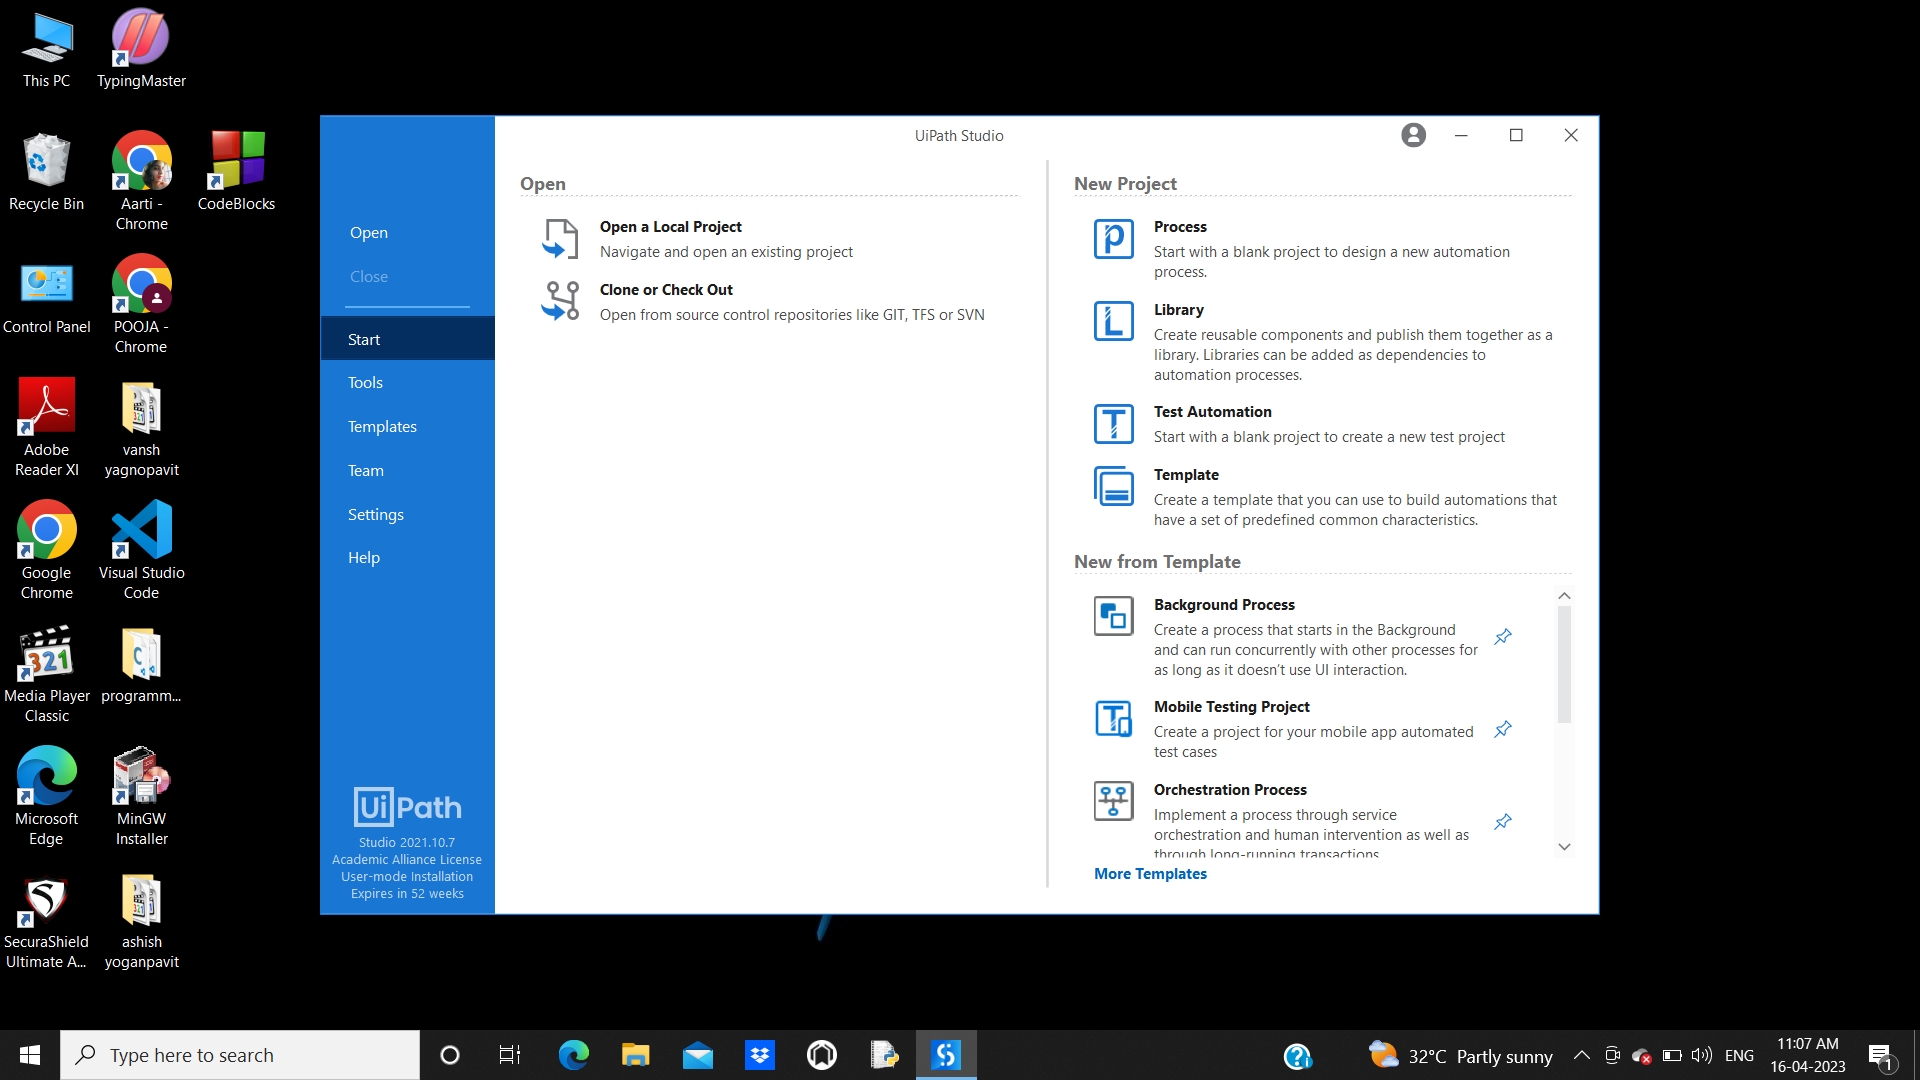 This PC
TypingMaster
Recycle Bin
Aarti -
Chrome
CodeBlocks
Control Panel
POOJA -
Chrome
Adobe
Reader XI
vansh
yagnopavit
Google
Chrome
Visual Studio
Code
Media Player
Classic
programm...
Microsoft
Edge
MinGW
Installer
SecuraShield
Ultimate A...
ashish
yoganpavit
UiPath Studio
Open
Close
Start
Tools
Templates
Team
Settings
Help
UiPath
Studio 2021.10.7
Academic Alliance License
User-mode Installation
Expires in 52 weeks
Open
Open a Local Project
Navigate and open an existing project
Clone or Check Out
Open from source control repositories like GIT, TFS or SVN
New Project
Process
Start with a blank project to design a new automation
process.
Library
Create reusable components and publish them together as a
library. Libraries can be added as dependencies to
automation processes.
Test Automation
Start with a blank project to create a new test project
Template
Create a template that you can use to build automations that
have a set of predefined common characteristics.
New from Template
Background Process
Create a process that starts in the Background
and can run concurrently with other processes for
as long as it doesn't use UI interaction.
Mobile Testing Project
Create a project for your mobile app automated
test cases
Orchestration Process
Implement a process through service
orchestration and human intervention as well as
through long-running transactions
More Templates
Type here to search
32°C Partly sunny
ENG
11:07 AM
16-04-2023
1